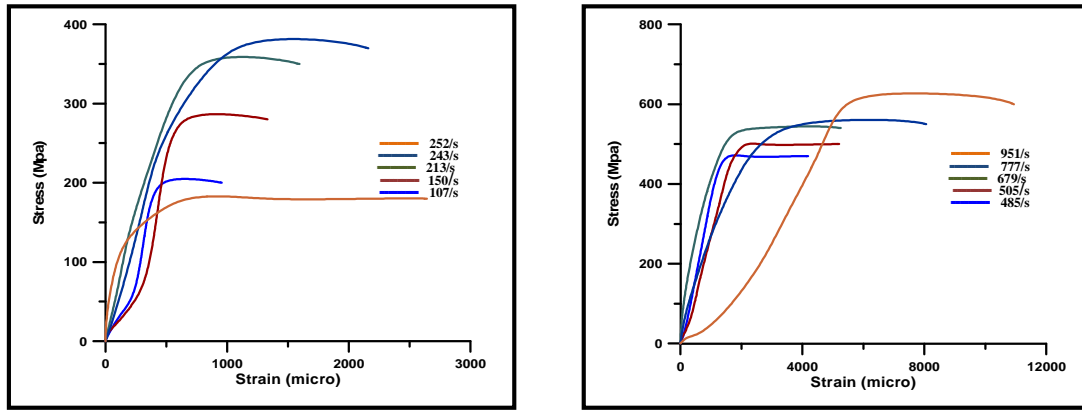 400
300
200
100
0
Stress (Mpa)
252/s
243/s
213/s
150/s
107/s
0 1000 2000 3000
Strain (micro)
800
600
400
200
0
Stress (Mpa)
951/s
777/s
679/s
505/s
485/s
0 4000 8000 12000
Strain (micro)